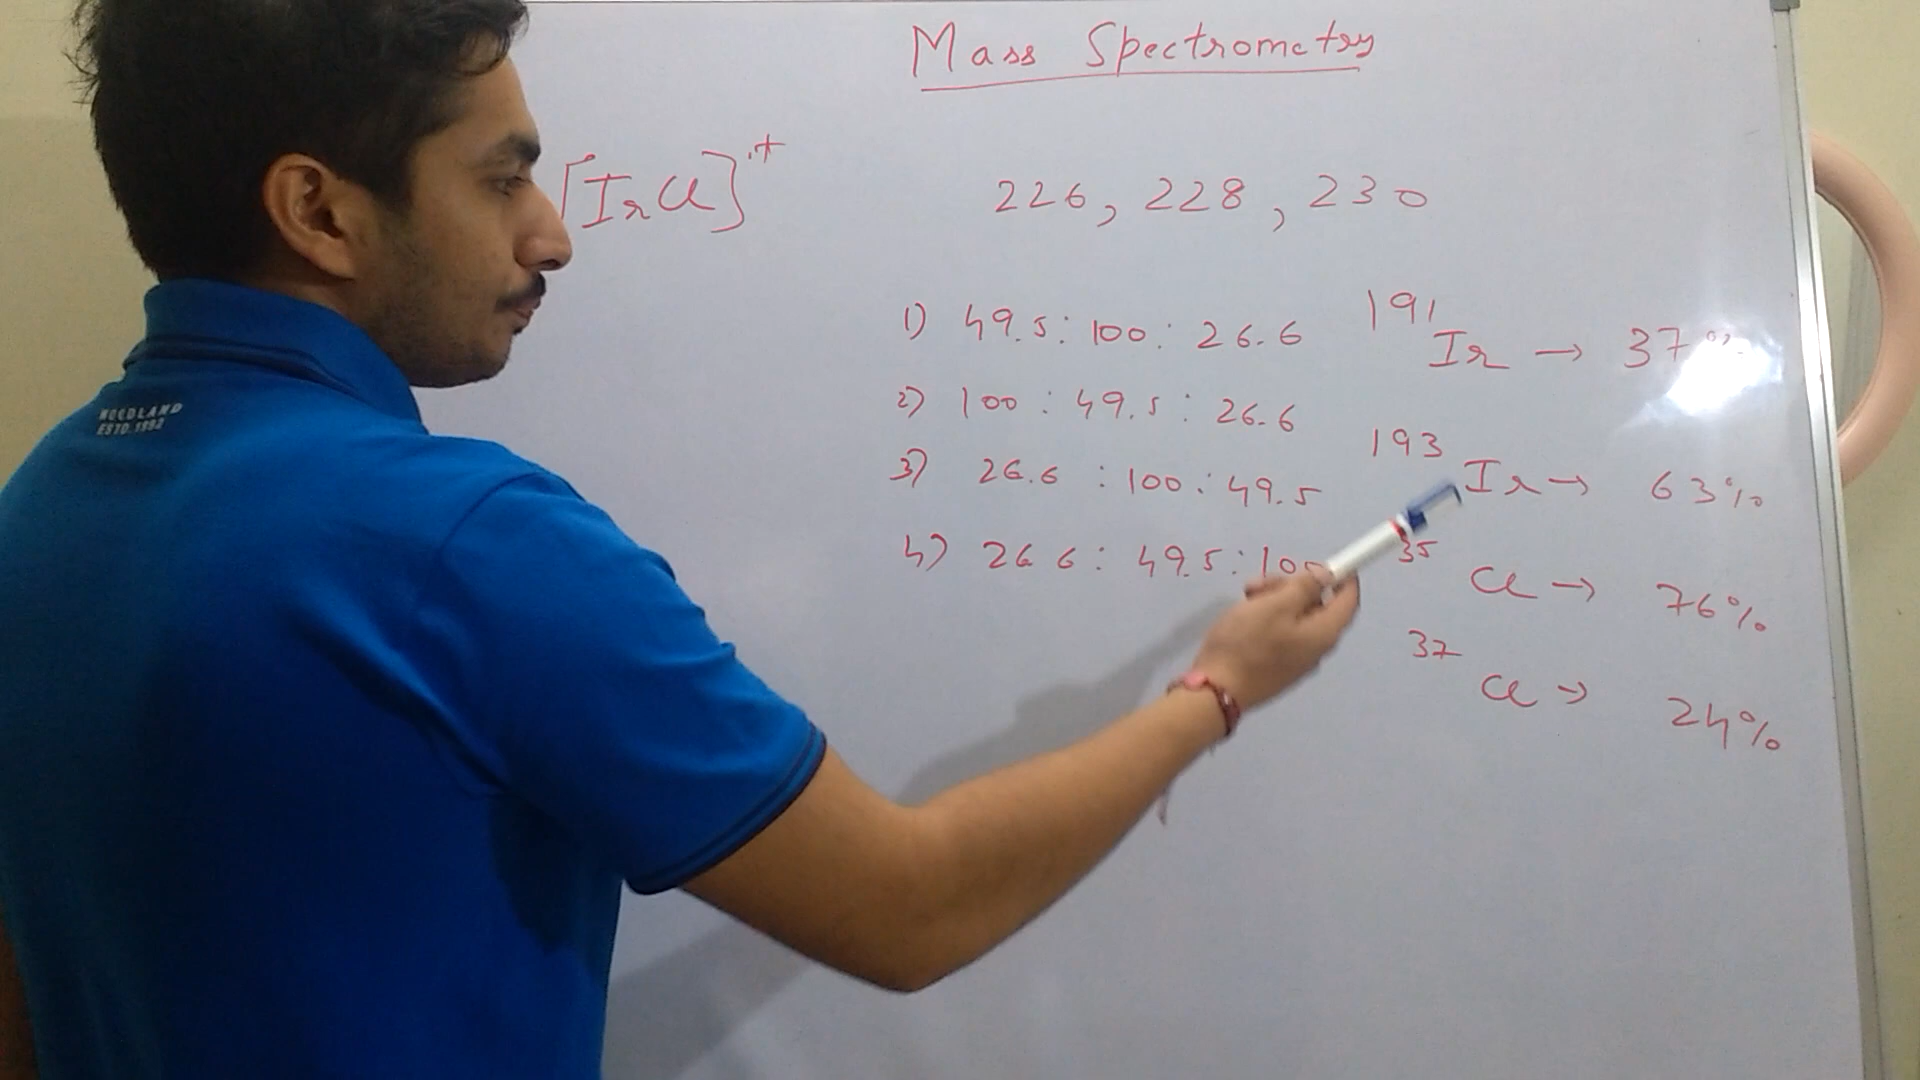 Mass Spectrometry
[IrCl]·+
226, 228, 230
1) 49.5 : 100 : 26.6
2) 100 : 49.5 : 26.6
3) 26.6 : 100 : 49.5
4) 26.6 : 49.5 : 100
191 Ir → 37%
193 Ir → 63%
35 Cl → 76%
37 Cl → 24%
WOODLAND
ESTD.1992